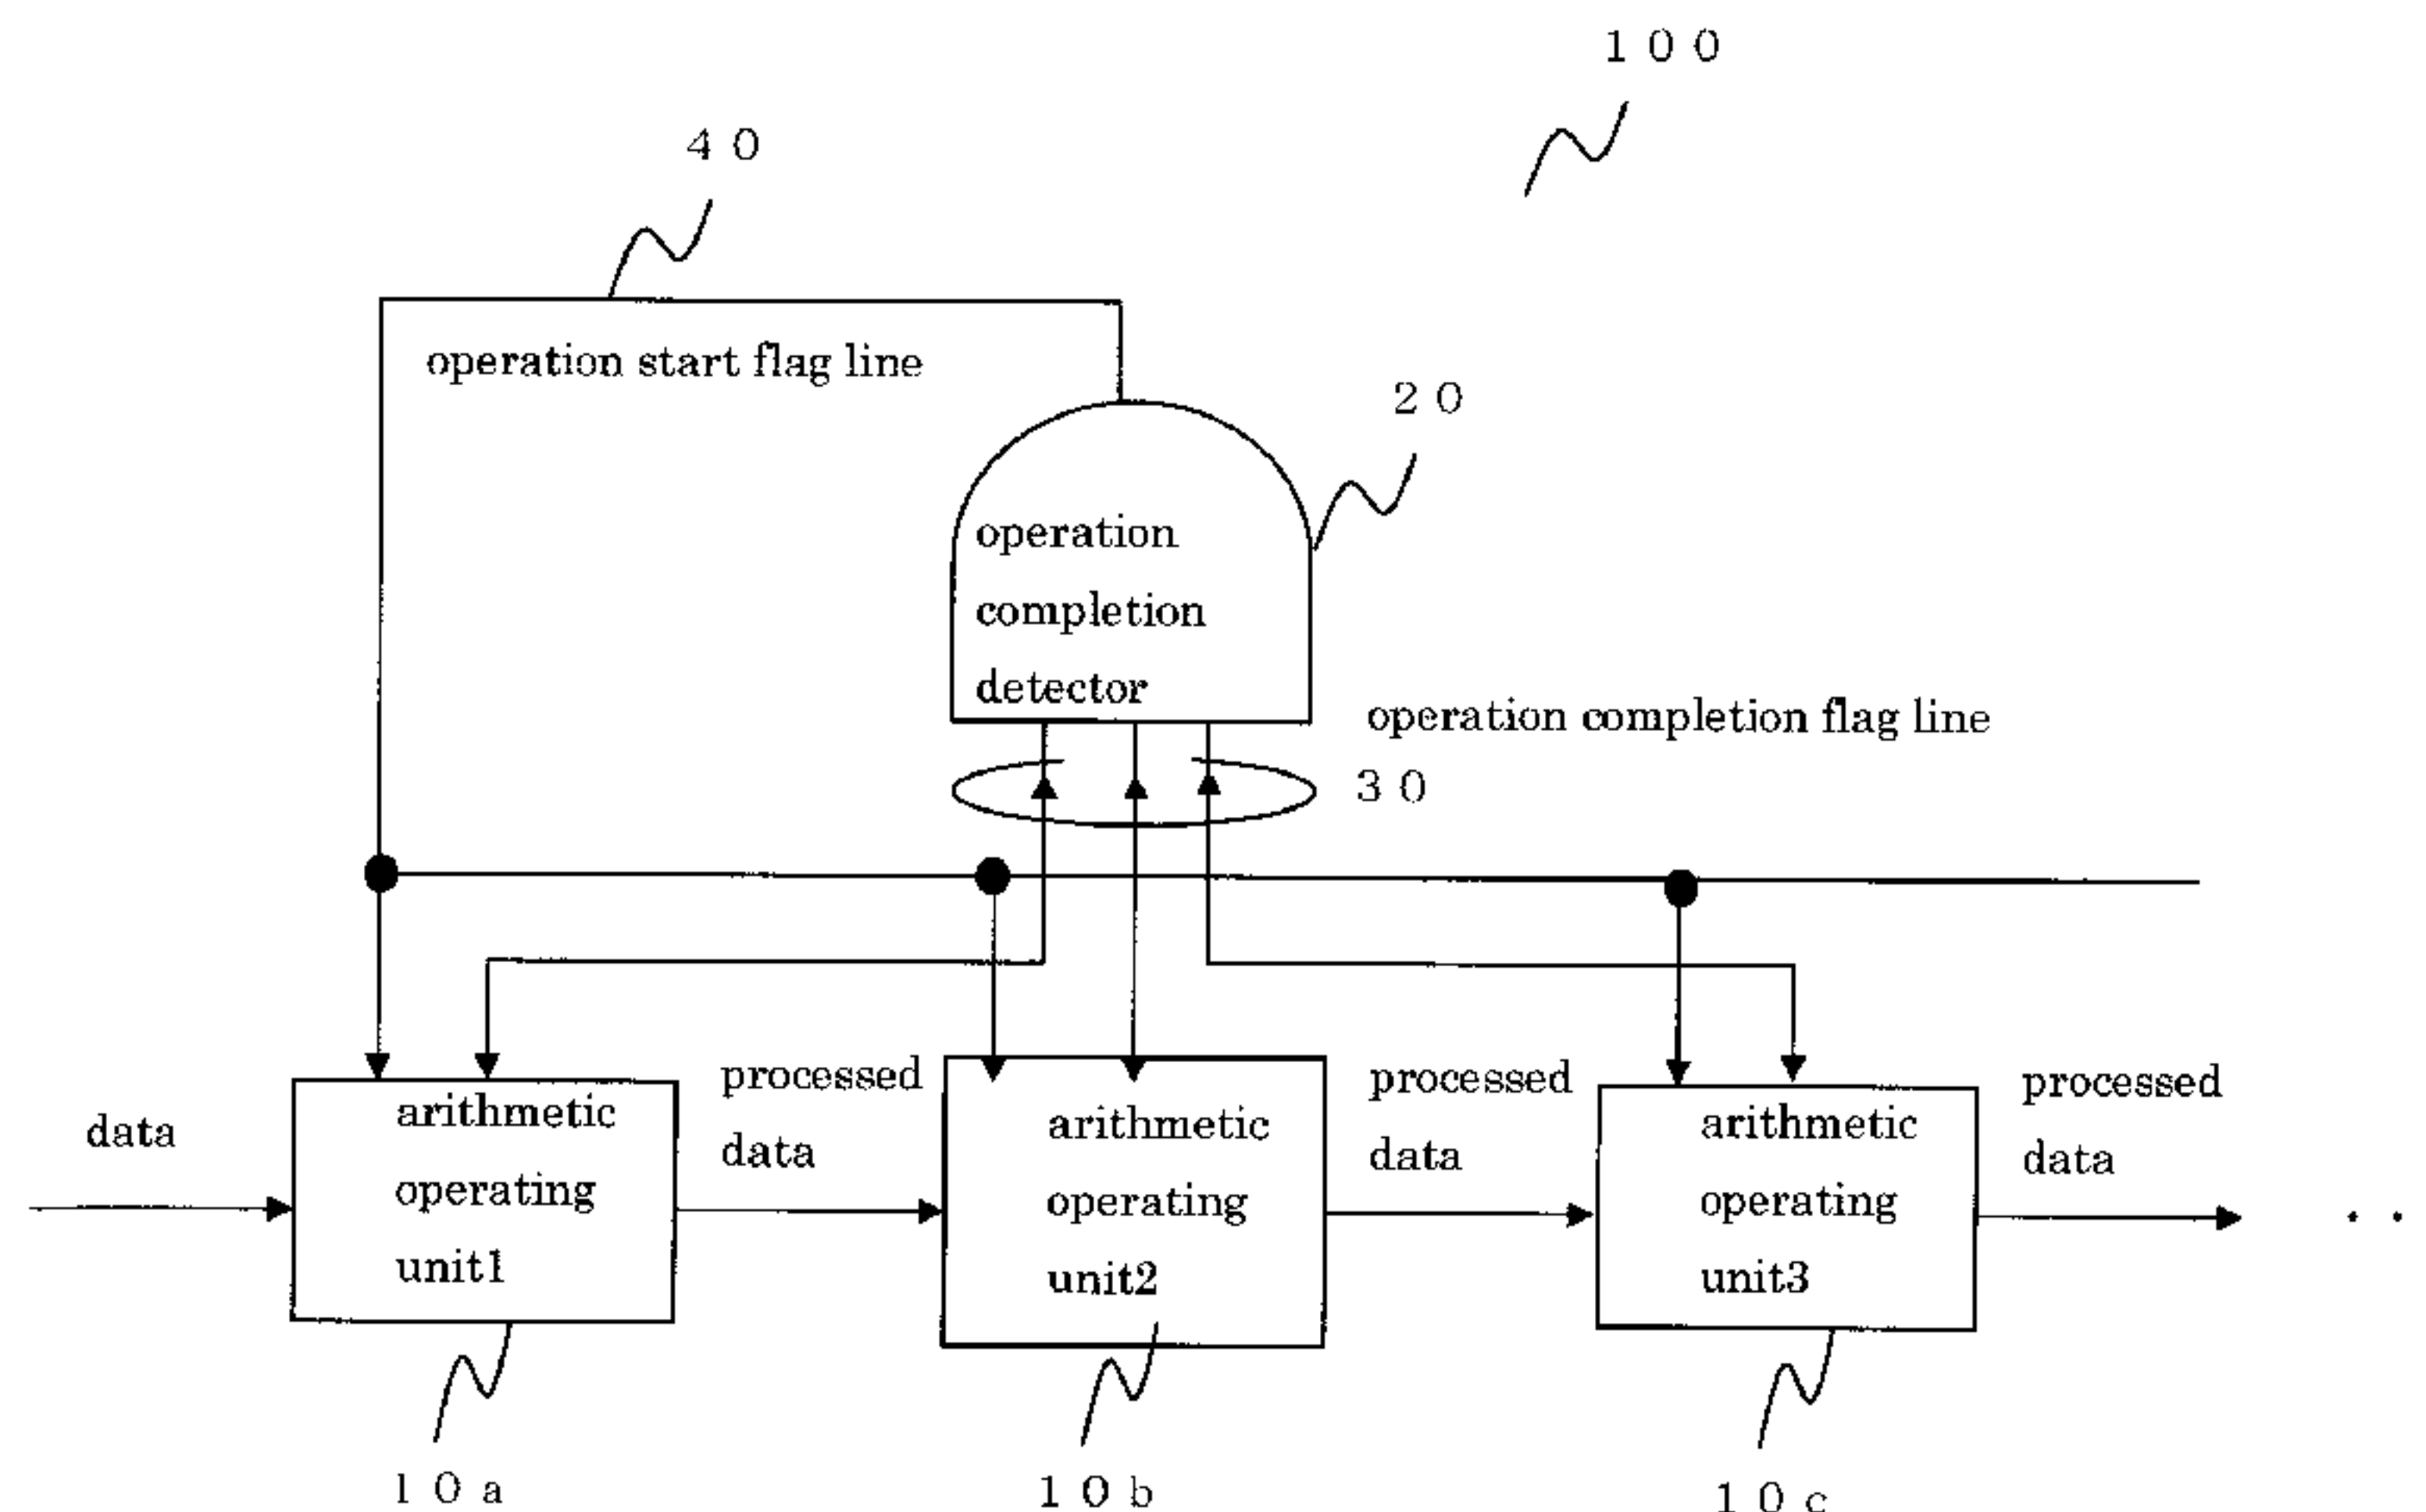 100
40
operation start flag line
20
operation
completion
detector
operation completion flag line
30
data
arithmetic
operating
unit1
processed
data
arithmetic
operating
unit2
processed
data
arithmetic
operating
unit3
processed
data
. .
10a
10b
10c